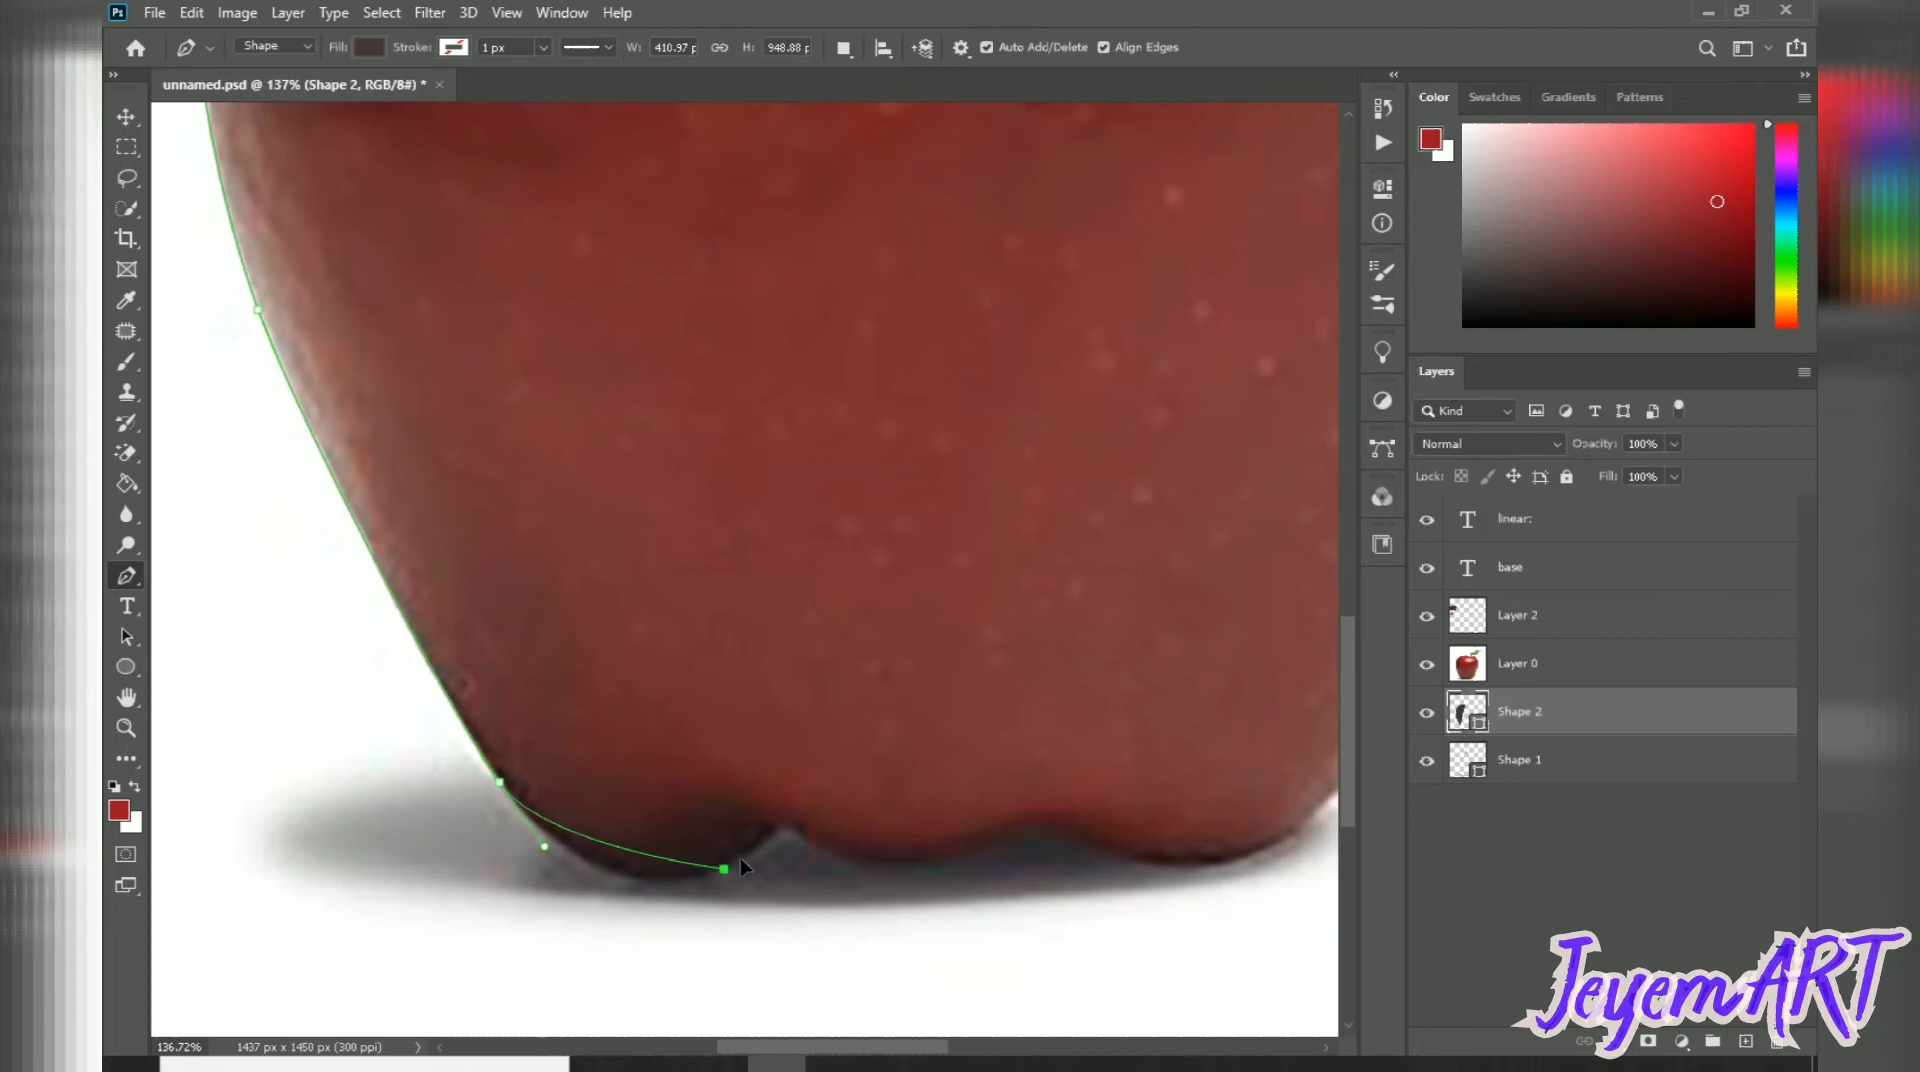 Ps File Edit Image Layer Type Select Filter 3D View Window Help
Shape Fill: Stroke: 1 px W: 410.97 p H: 948.88 p Auto Add/Delete Align Edges
unnamed.psd @ 137% (Shape 2, RGB/8#) * ×
Color Swatches Gradients Patterns
Layers
Kind
Normal Opacity: 100%
Lock: Fill: 100%
T linear:
T base
Layer 2
Layer 0
Shape 2
Shape 1
JeyemART
136.72% 1437 px x 1450 px (300 ppi)